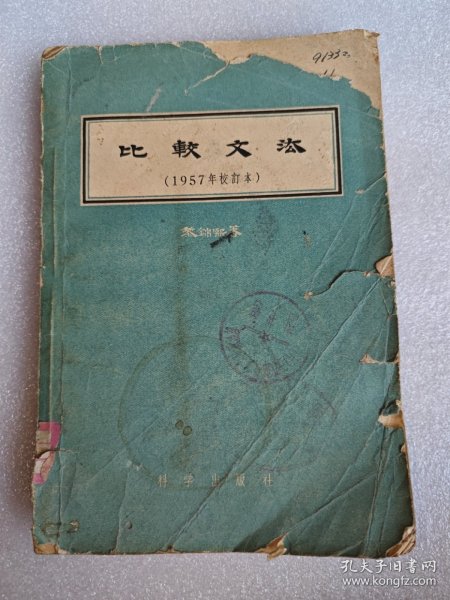 91332
11
比較文法
(1957年校訂本)
黎錦熙著
科学出版社
孔夫子旧书网
www.kongfz.com